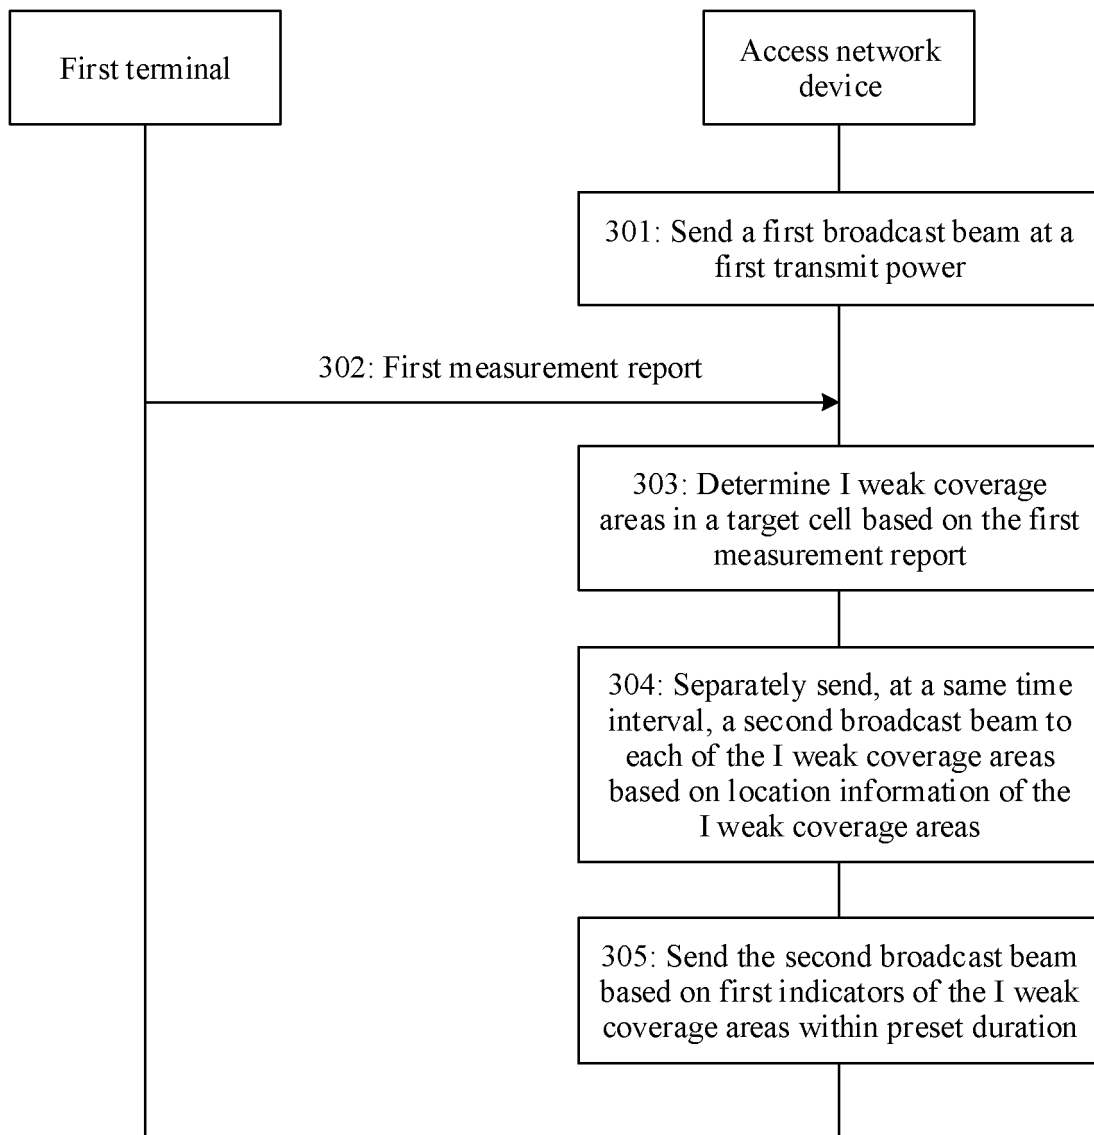 First terminal
Access network
device
301: Send a first broadcast beam at a
first transmit power
302: First measurement report
303: Determine I weak coverage
areas in a target cell based on the first
measurement report
304: Separately send, at a same time
interval, a second broadcast beam to
each of the I weak coverage areas
based on location information of the
I weak coverage areas
305: Send the second broadcast beam
based on first indicators of the I weak
coverage areas within preset duration